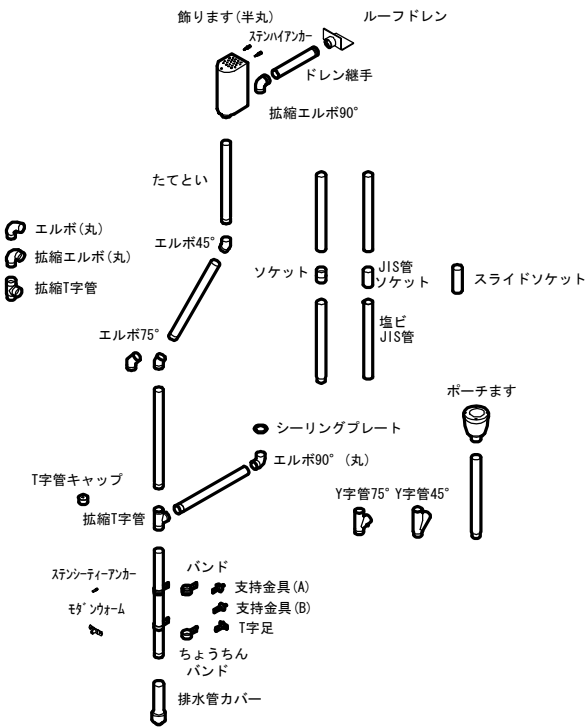 飾ります(半丸)
ルーフドレン
ステンハイアンカー
ドレン継手
拡縮エルボ90°
たてとい
エルボ(丸)
拡縮エルボ(丸)
拡縮T字管
エルボ45°
ソケット
JIS管
ソケット
スライドソケット
塩ビ
JIS管
エルボ75°
ポーチます
シーリングプレート
エルボ90°(丸)
T字管キャップ
拡縮T字管
Y字管75°
Y字管45°
ステンシーティーアンカー
バンド
支持金具(A)
モダンウォーム
支持金具(B)
T字足
ちょうちん
バンド
排水管カバー